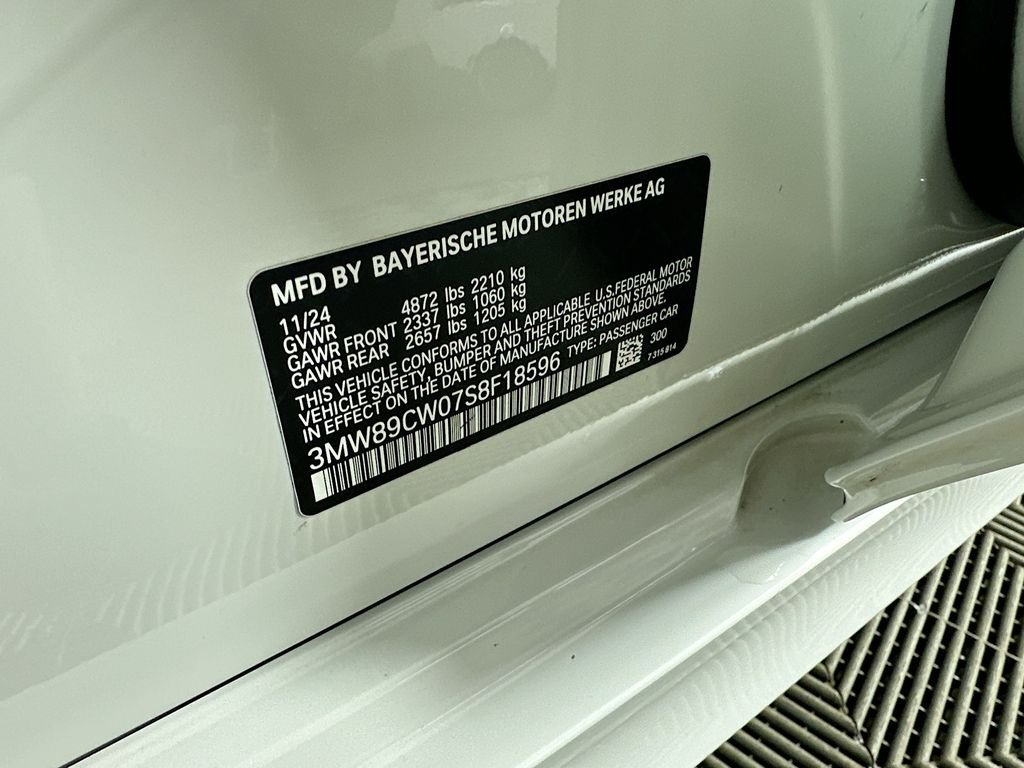 MFD BY BAYERISCHE MOTOREN WERKE AG
11/24
GVWR 4872 lbs 2210 kg
GAWR FRONT 2337 lbs 1060 kg
GAWR REAR 2657 lbs 1205 kg
THIS VEHICLE CONFORMS TO ALL APPLICABLE U.S.FEDERAL MOTOR
VEHICLE SAFETY, BUMPER AND THEFT PREVENTION STANDARDS
IN EFFECT ON THE DATE OF MANUFACTURE SHOWN ABOVE.
3MW89CW07S8F18596 TYPE: PASSENGER CAR
300
7 315 814